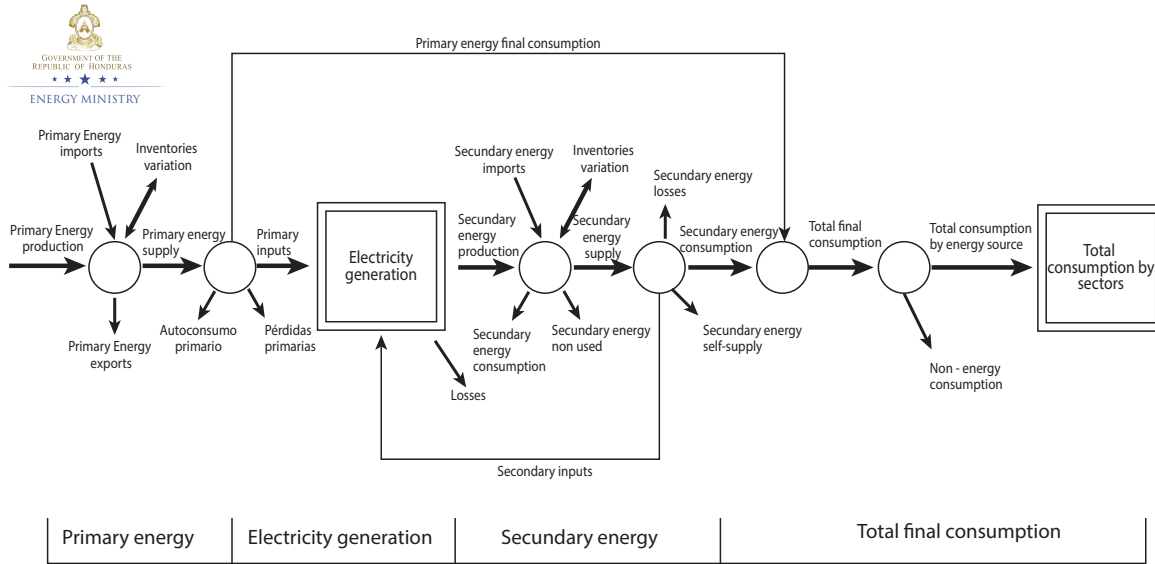 GOVERNMENT OF THE
REPUBLIC OF HONDURAS
ENERGY MINISTRY
Primary energy final consumption
Primary Energy
imports
Inventories
variation
Primary Energy
production
Primary energy
supply
Primary
inputs
Primary Energy
exports
Autoconsumo
primario
Pérdidas
primarias
Electricity
generation
Losses
Secundary energy
imports
Inventories
variation
Secundary energy
losses
Secundary
energy
production
Secundary
energy
supply
Secundary energy
consumption
Secundary
energy
consumption
Secundary energy
non used
Secundary energy
self-supply
Total final
consumption
Total consumption
by energy source
Total
consumption by
sectors
Non - energy
consumption
Secondary inputs
Primary energy
Electricity generation
Secundary energy
Total final consumption